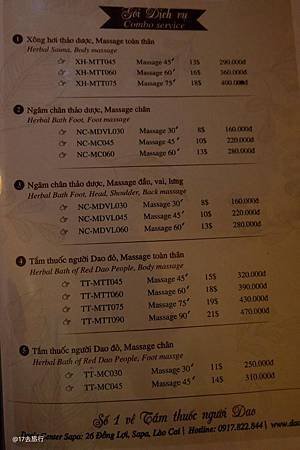 Gói Dịch vụ
Combo service
1 Xông hơi thảo dược, Massage toàn thân
Herbal Sauna, Body massage
XH-MTT045 Massage 45' 13$ 290.000đ
XH-MTT060 Massage 60' 16$ 360.000đ
XH-MTT075 Massage 75' 18$ 400.000đ
2 Ngâm chân thảo dược, Massage chân
Herbal Bath Foot, Foot massage
NC-MDVL030 Massage 30' 8$ 160.000đ
NC-MC045 Massage 45' 10$ 220.000đ
NC-MC060 Massage 60' 13$ 280.000đ
3 Ngâm chân thảo dược, Massage đầu, vai, lưng
Herbal Bath Foot, Head, Shoulder, Back massage
NC-MDVL030 Massage 30' 8$ 160.000đ
NC-MDVL045 Massage 45' 10$ 220.000đ
NC-MDVL060 Massage 60' 13$ 280.000đ
4 Tắm thuốc người Dao đỏ, Massage toàn thân
Herbal Bath of Red Dao People, Body massage
TT-MTT045 Massage 45' 15$ 320.000đ
TT-MTT060 Massage 60' 18$ 390.000đ
TT-MTT075 Massage 75' 19$ 430.000đ
TT-MTT090 Massage 90' 21$ 470.000đ
5 Tắm thuốc người Dao đỏ, Massage chân
Herbal Bath of Red Dao People, Foot massge
TT-MC030 Massage 30' 11$ 250.000đ
TT-MC045 Massage 45' 14$ 310.000đ
Số 1 về Tắm thuốc người Dao
Center Sapa: 26 Đồng Lợi, Sapa, Lào Cai | Hotline: 0917.822.844 | www.dao
@17去旅行